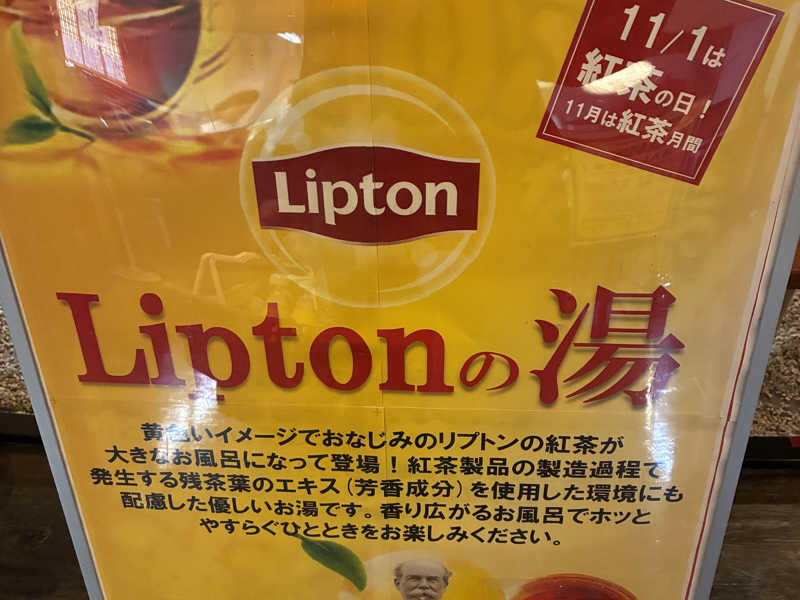 11/1は
紅茶の日!
11月は紅茶月間
Lipton
Liptonの湯
黄色いイメージでおなじみのリプトンの紅茶が
大きなお風呂になって登場!紅茶製品の製造過程で
発生する残茶葉のエキス(芳香成分)を使用した環境にも
配慮した優しいお湯です。香り広がるお風呂でホッと
やすらぐひとときをお楽しみください。